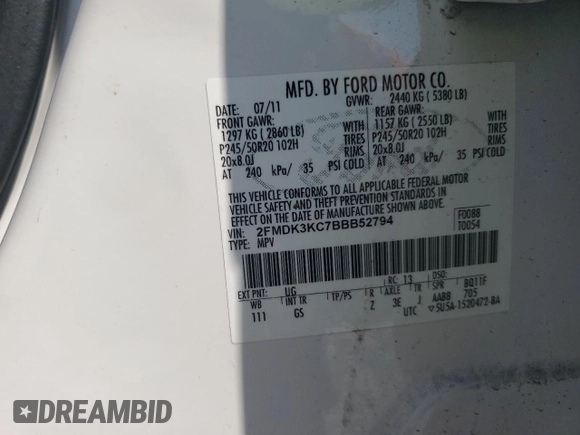 MFD. BY FORD MOTOR CO.
DATE: 07/11 GVWR: 2440 KG ( 5380 LB)
FRONT GAWR: REAR GAWR:
1297 KG ( 2860 LB) WITH 1157 KG ( 2550 LB) WITH
P245/50R20 102H TIRES P245/50R20 102H TIRES
20x8.0J RIMS 20x8.0J RIMS
AT 240 kPa/ 35 PSI COLD AT 240 kPa/ 35 PSI COLD
THIS VEHICLE CONFORMS TO ALL APPLICABLE FEDERAL MOTOR
VEHICLE SAFETY AND THEFT PREVENTION STANDARDS IN
EFFECT ON THE DATE OF MANUFACTURE SHOWN ABOVE.
VIN: 2FMDK3KC7BBB52794 F0088
TYPE: MPV T0054
EXT PNT: UG RC: 13 DSO:
WB INT TR TP/PS R AXLE TR SPR BQ11F
111 GS Z 3E J AABB 705
UTC ▽SU5A-1520472-BA
DREAMBID